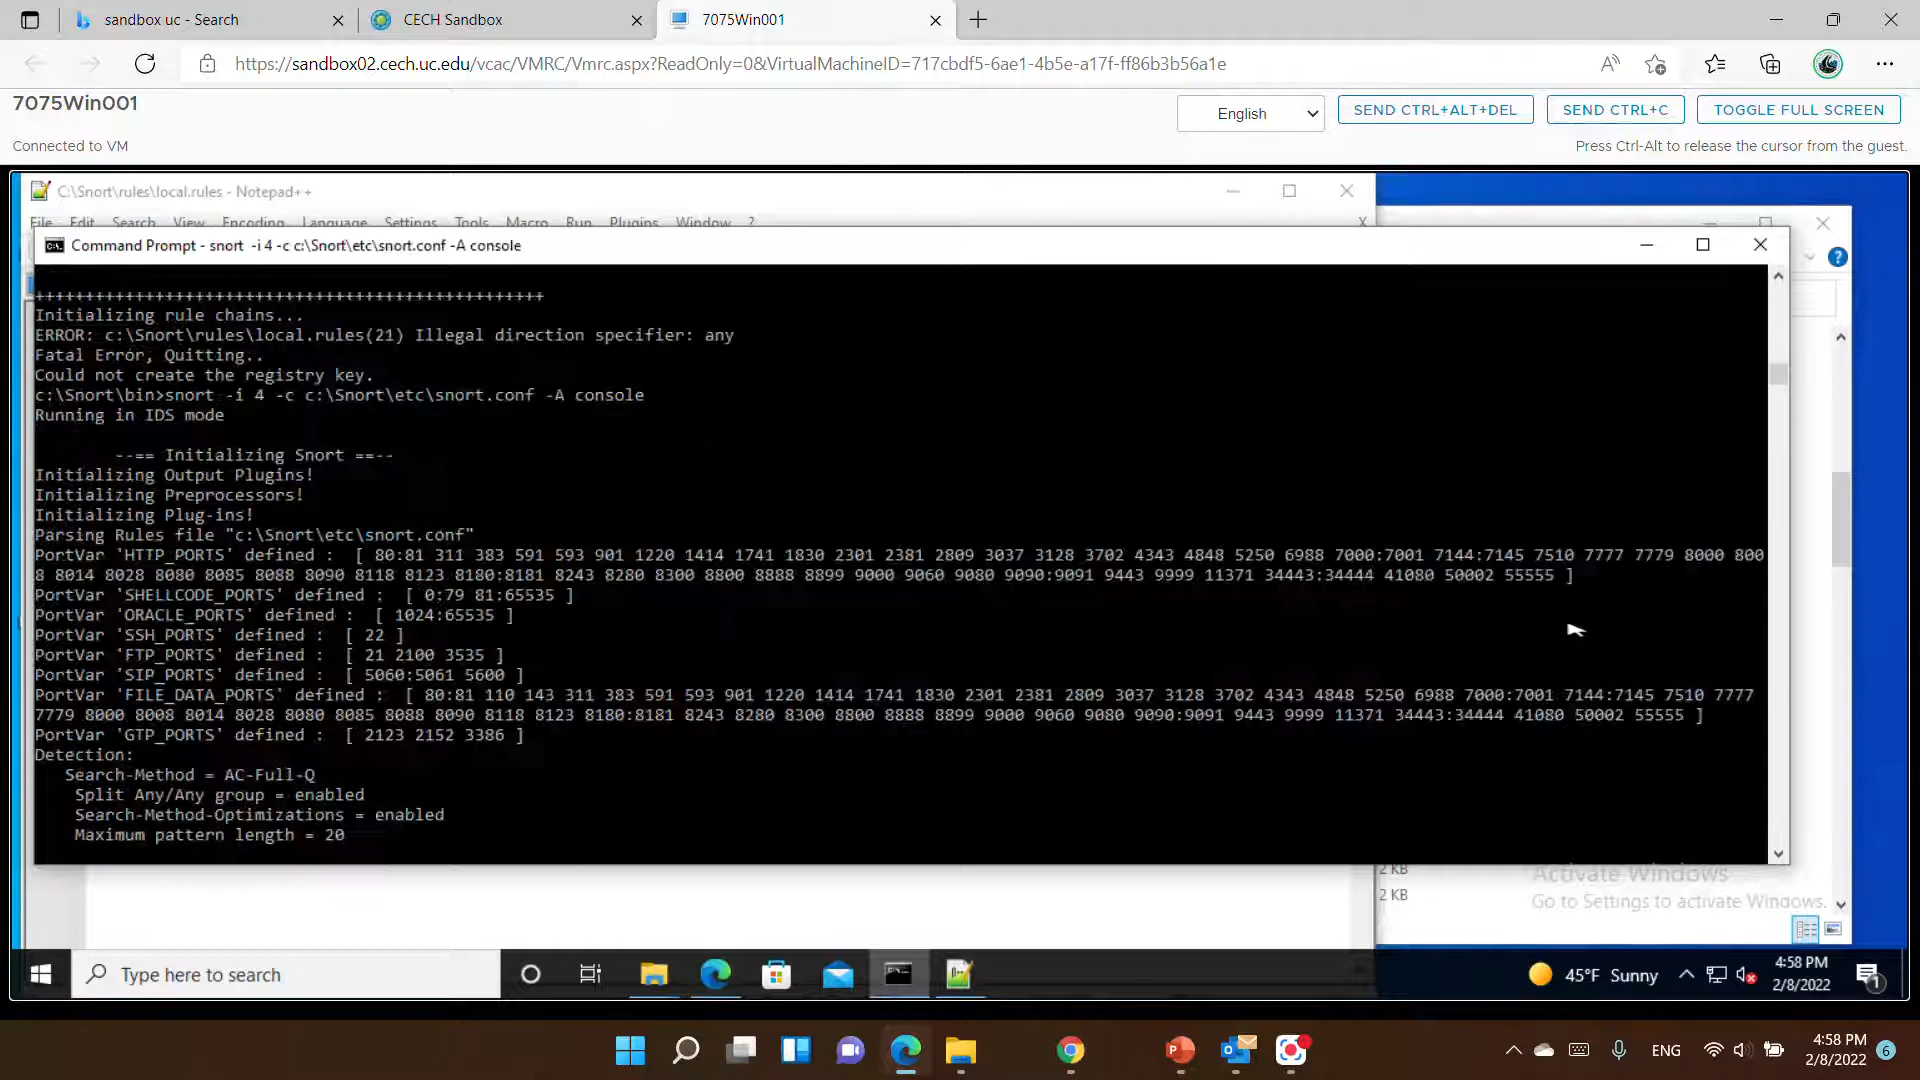 sandbox uc - Search
CECH Sandbox
7075Win001
https://sandbox02.cech.uc.edu/vcac/VMRC/Vmrc.aspx?ReadOnly=0&VirtualMachineID=717cbdf5-6ae1-4b5e-a17f-ff86b3b56a1e
7075Win001
English
SEND CTRL+ALT+DEL
SEND CTRL+C
TOGGLE FULL SCREEN
Connected to VM
Press Ctrl-Alt to release the cursor from the guest.
C:\Snort\rules\local.rules - Notepad++
File Edit Search View Encoding Language Settings Tools Macro Run Plugins Window ? X
Command Prompt - snort -i 4 -c c:\Snort\etc\snort.conf -A console
+++++++++++++++++++++++++++++++++++++++++++++++++++
Initializing rule chains...
ERROR: c:\Snort\rules\local.rules(21) Illegal direction specifier: any
Fatal Error, Quitting..
Could not create the registry key.
c:\Snort\bin>snort -i 4 -c c:\Snort\etc\snort.conf -A console
Running in IDS mode
--== Initializing Snort ==--
Initializing Output Plugins!
Initializing Preprocessors!
Initializing Plug-ins!
Parsing Rules file "c:\Snort\etc\snort.conf"
PortVar 'HTTP_PORTS' defined : [ 80:81 311 383 591 593 901 1220 1414 1741 1830 2301 2381 2809 3037 3128 3702 4343 4848 5250 6988 7000:7001 7144:7145 7510 7777 7779 8000 800
8 8014 8028 8080 8085 8088 8090 8118 8123 8180:8181 8243 8280 8300 8800 8888 8899 9000 9060 9080 9090:9091 9443 9999 11371 34443:34444 41080 50002 55555 ]
PortVar 'SHELLCODE_PORTS' defined : [ 0:79 81:65535 ]
PortVar 'ORACLE_PORTS' defined : [ 1024:65535 ]
PortVar 'SSH_PORTS' defined : [ 22 ]
PortVar 'FTP_PORTS' defined : [ 21 2100 3535 ]
PortVar 'SIP_PORTS' defined : [ 5060:5061 5600 ]
PortVar 'FILE_DATA_PORTS' defined : [ 80:81 110 143 311 383 591 593 901 1220 1414 1741 1830 2301 2381 2809 3037 3128 3702 4343 4848 5250 6988 7000:7001 7144:7145 7510 7777
7779 8000 8008 8014 8028 8080 8085 8088 8090 8118 8123 8180:8181 8243 8280 8300 8800 8888 8899 9000 9060 9080 9090:9091 9443 9999 11371 34443:34444 41080 50002 55555 ]
PortVar 'GTP_PORTS' defined : [ 2123 2152 3386 ]
Detection:
Search-Method = AC-Full-Q
Split Any/Any group = enabled
Search-Method-Optimizations = enabled
Maximum pattern length = 20
2 KB
2 KB
Activate Windows
Go to Settings to activate Windows.
Type here to search
45°F Sunny
4:58 PM
2/8/2022
1
ENG
4:58 PM
2/8/2022
6